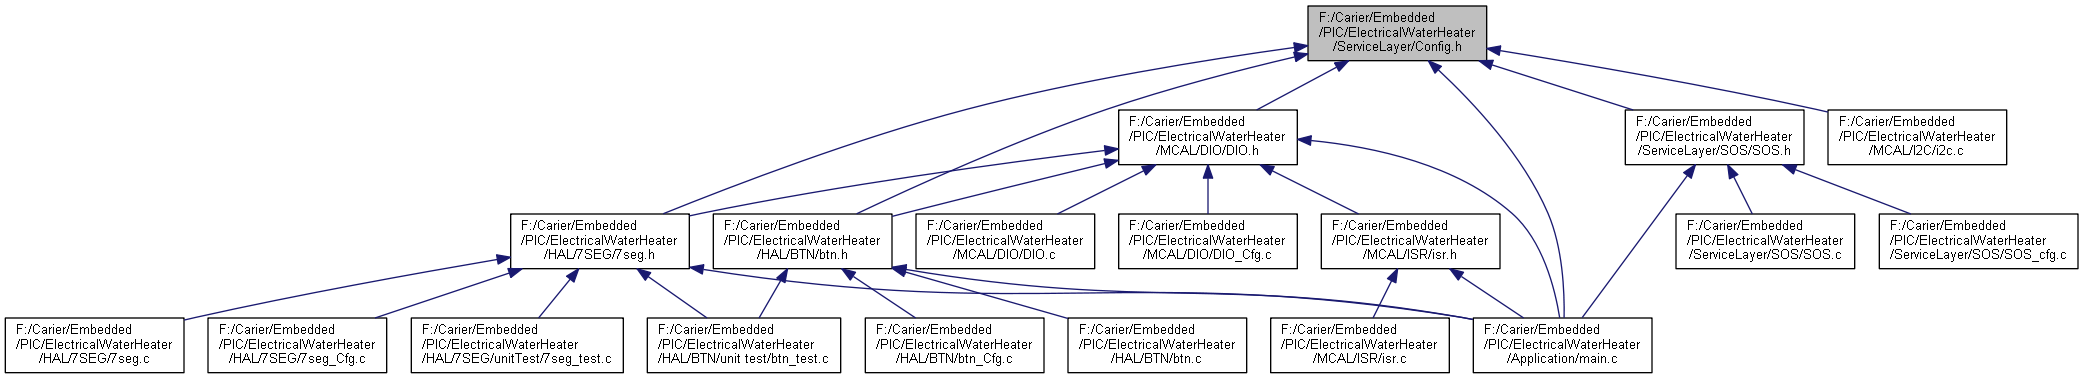 F:/Carier/Embedded
/PIC/ElectricalWaterHeater
/ServiceLayer/Config.h
F:/Carier/Embedded
/PIC/ElectricalWaterHeater
/MCAL/DIO/DIO.h
F:/Carier/Embedded
/PIC/ElectricalWaterHeater
/ServiceLayer/SOS/SOS.h
F:/Carier/Embedded
/PIC/ElectricalWaterHeater
/MCAL/I2C/i2c.c
F:/Carier/Embedded
/PIC/ElectricalWaterHeater
/HAL/7SEG/7seg.h
F:/Carier/Embedded
/PIC/ElectricalWaterHeater
/HAL/BTN/btn.h
F:/Carier/Embedded
/PIC/ElectricalWaterHeater
/MCAL/DIO/DIO.c
F:/Carier/Embedded
/PIC/ElectricalWaterHeater
/MCAL/DIO/DIO_Cfg.c
F:/Carier/Embedded
/PIC/ElectricalWaterHeater
/MCAL/ISR/isr.h
F:/Carier/Embedded
/PIC/ElectricalWaterHeater
/ServiceLayer/SOS/SOS.c
F:/Carier/Embedded
/PIC/ElectricalWaterHeater
/ServiceLayer/SOS/SOS_cfg.c
F:/Carier/Embedded
/PIC/ElectricalWaterHeater
/HAL/7SEG/7seg.c
F:/Carier/Embedded
/PIC/ElectricalWaterHeater
/HAL/7SEG/7seg_Cfg.c
F:/Carier/Embedded
/PIC/ElectricalWaterHeater
/HAL/7SEG/unitTest/7seg_test.c
F:/Carier/Embedded
/PIC/ElectricalWaterHeater
/HAL/BTN/unit test/btn_test.c
F:/Carier/Embedded
/PIC/ElectricalWaterHeater
/HAL/BTN/btn_Cfg.c
F:/Carier/Embedded
/PIC/ElectricalWaterHeater
/HAL/BTN/btn.c
F:/Carier/Embedded
/PIC/ElectricalWaterHeater
/MCAL/ISR/isr.c
F:/Carier/Embedded
/PIC/ElectricalWaterHeater
/Application/main.c